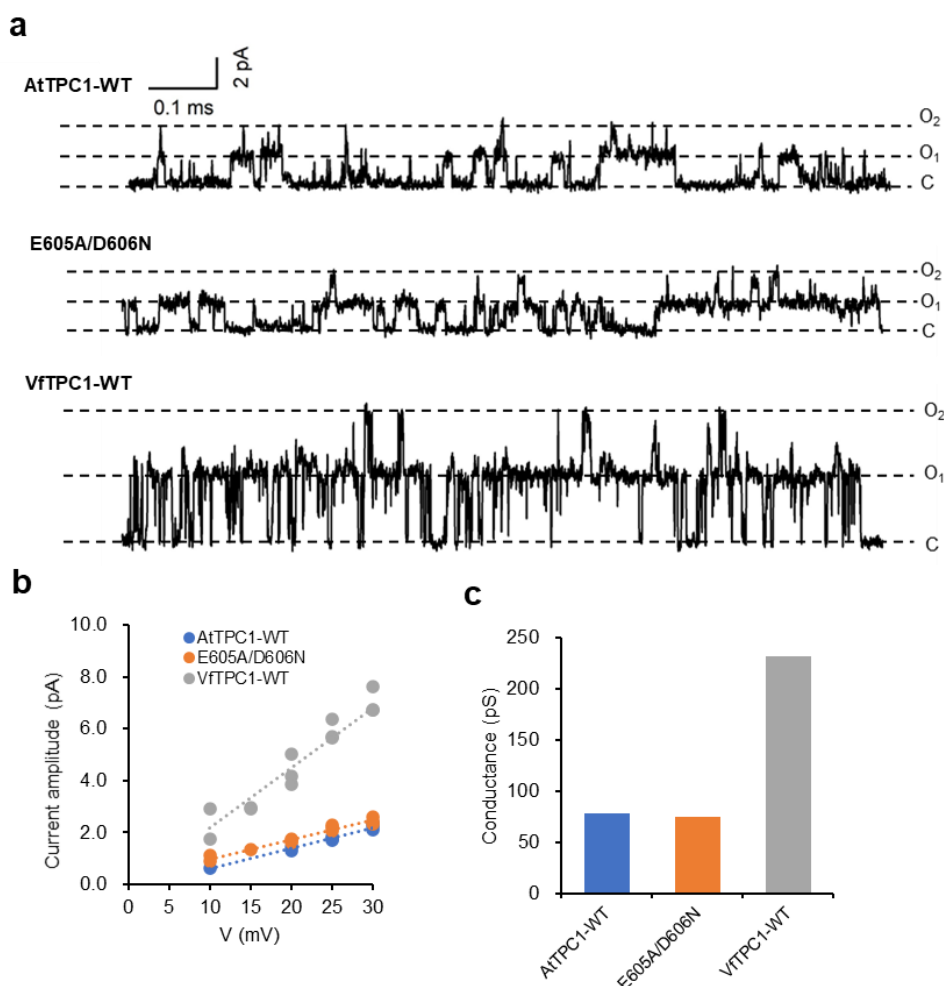 a
AtTPC1-WT
2 pA
0.1 ms
O2
O1
C
E605A/D606N
O2
O1
C
VfTPC1-WT
O2
O1
C
b
Current amplitude (pA)
10.0
8.0
6.0
4.0
2.0
0.0
AtTPC1-WT
E605A/D606N
VfTPC1-WT
0 5 10 15 20 25 30
V (mV)
c
Conductance (pS)
250
200
150
100
50
0
AtTPC1-WT
E605A/D606N
VfTPC1-WT